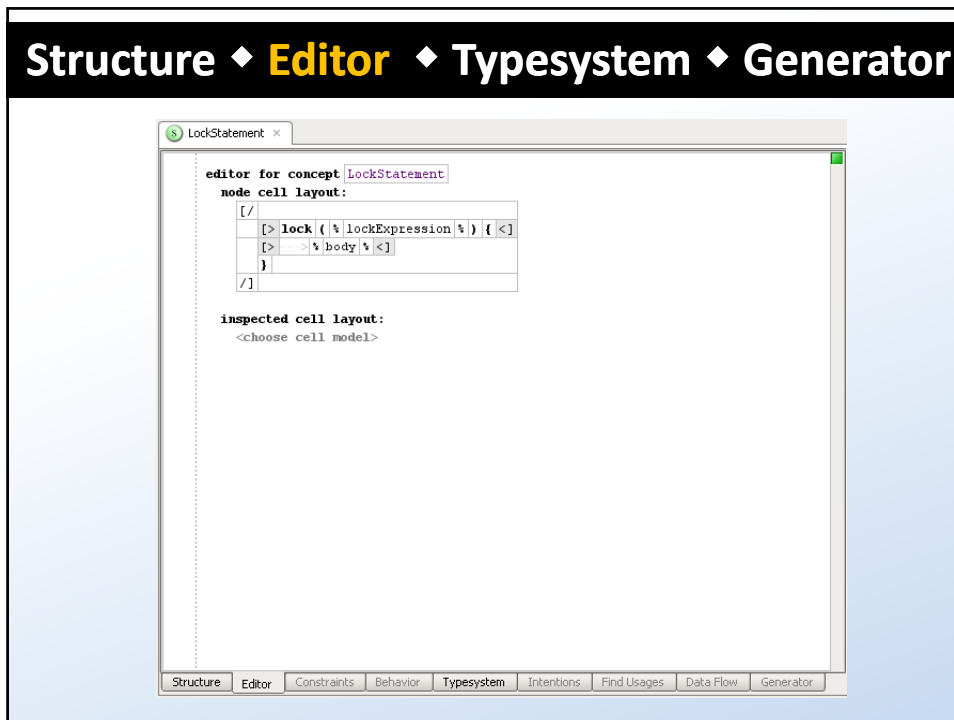 Structure ◆ Editor ◆ Typesystem ◆ Generator
S LockStatement ×
editor for concept LockStatement
node cell layout:
[/
[> lock ( % lockExpression % ) { <]
[> ---> % body % <]
}
/]
inspected cell layout:
<choose cell model>
Structure Editor Constraints Behavior Typesystem Intentions Find Usages Data Flow Generator